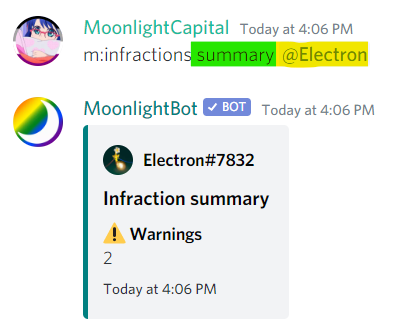 MoonlightCapital Today at 4:06 PM
m:infractions summary @Electron
MoonlightBot ✓ BOT Today at 4:06 PM
Electron#7832
Infraction summary
⚠️ Warnings
2
Today at 4:06 PM